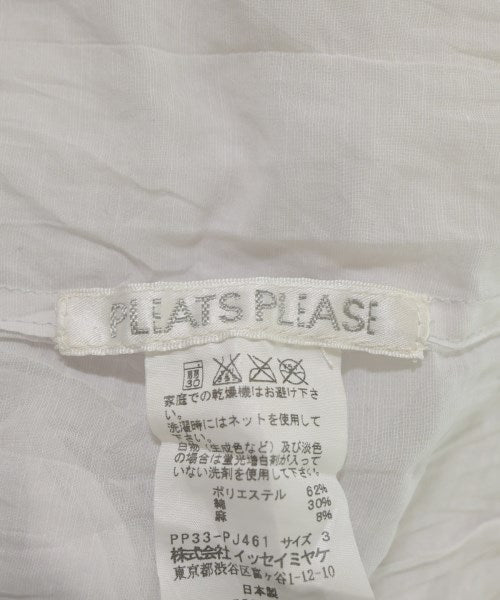 PLEATS PLEASE
30
家庭での乾燥機はお避け下さ
い。
洗濯時にはネットを使用して
下さい。
白物（生成色など）及び淡色
の場合は蛍光増白剤が入って
いない洗剤を使用して下さい。
ポリエステル 62%
綿 30%
麻 8%
PP33-PJ461 サイズ 3
株式会社イッセイミヤケ
東京都渋谷区富ヶ谷1-12-10
日本製